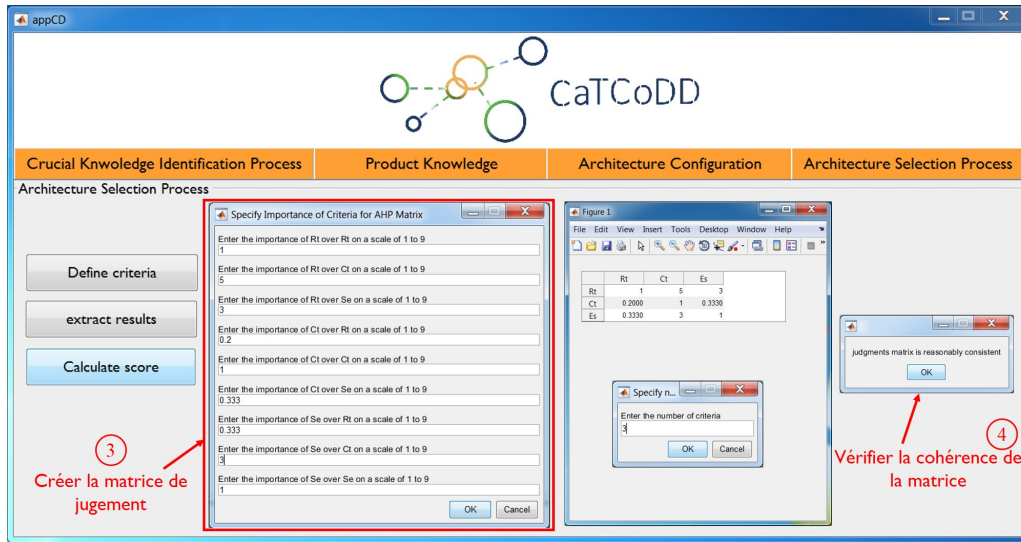 appCD
CaTCoDD
Crucial Knwoledge Identification Process
Product Knowledge
Architecture Configuration
Architecture Selection Process
Architecture Selection Process
Define criteria
extract results
Calculate score
3
Créer la matrice de
jugement
Specify Importance of Criteria for AHP Matrix
Enter the importance of Rt over Rt on a scale of 1 to 9
1
Enter the importance of Rt over Ct on a scale of 1 to 9
5
Enter the importance of Rt over Se on a scale of 1 to 9
3
Enter the importance of Ct over Rt on a scale of 1 to 9
0.2
Enter the importance of Ct over Ct on a scale of 1 to 9
1
Enter the importance of Ct over Se on a scale of 1 to 9
0.333
Enter the importance of Se over Rt on a scale of 1 to 9
0.333
Enter the importance of Se over Ct on a scale of 1 to 9
3
Enter the importance of Se over Se on a scale of 1 to 9
1
OK Cancel
Figure 1
File Edit View Insert Tools Desktop Window Help
Rt Ct Es
Rt 1 5 3
Ct 0.2000 1 0.3330
Es 0.3330 3 1
Specify n...
Enter the number of criteria
3
OK Cancel
judgments matrix is reasonably consistent
OK
4
Vérifier la cohérence de
la matrice